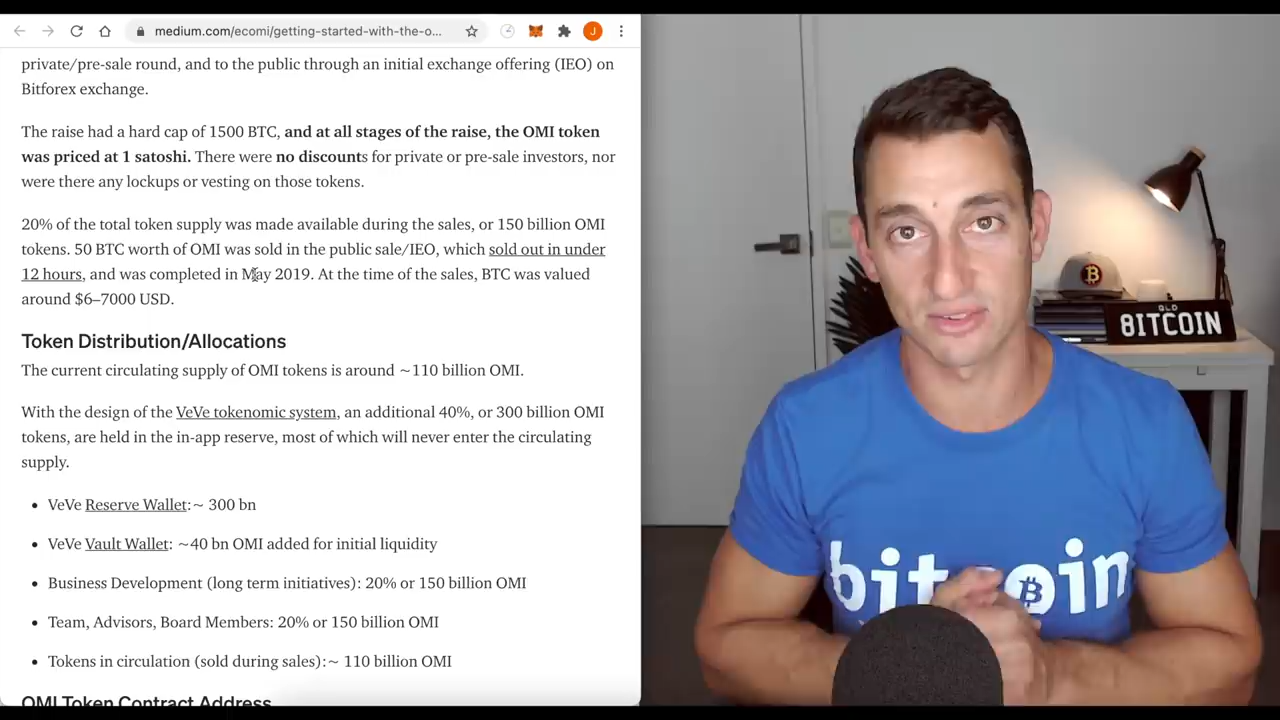 medium.com/ecomi/getting-started-with-the-o...
J
private/pre-sale round, and to the public through an initial exchange offering (IEO) on
Bitforex exchange.
The raise had a hard cap of 1500 BTC, and at all stages of the raise, the OMI token
was priced at 1 satoshi. There were no discounts for private or pre-sale investors, nor
were there any lockups or vesting on those tokens.
20% of the total token supply was made available during the sales, or 150 billion OMI
tokens. 50 BTC worth of OMI was sold in the public sale/IEO, which sold out in under
12 hours, and was completed in May 2019. At the time of the sales, BTC was valued
around $6–7000 USD.
Token Distribution/Allocations
The current circulating supply of OMI tokens is around ~110 billion OMI.
With the design of the VeVe tokenomic system, an additional 40%, or 300 billion OMI
tokens, are held in the in-app reserve, most of which will never enter the circulating
supply.
• VeVe Reserve Wallet:~ 300 bn
• VeVe Vault Wallet: ~40 bn OMI added for initial liquidity
• Business Development (long term initiatives): 20% or 150 billion OMI
• Team, Advisors, Board Members: 20% or 150 billion OMI
• Tokens in circulation (sold during sales):~ 110 billion OMI
OMI Token Contract Address
QLD
8ITCOIN
bitcoin